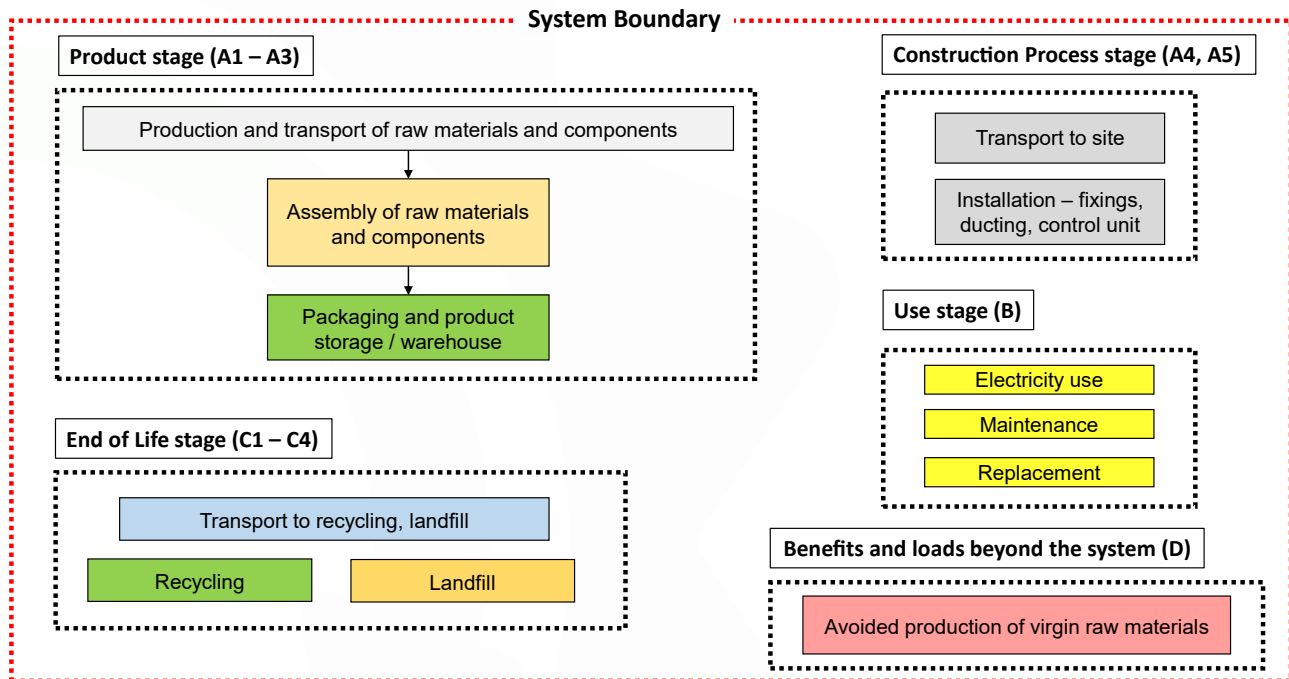 System Boundary
Product stage (A1 – A3)
Production and transport of raw materials and components
Assembly of raw materials
and components
Packaging and product
storage / warehouse
End of Life stage (C1 – C4)
Transport to recycling, landfill
Recycling
Landfill
Construction Process stage (A4, A5)
Transport to site
Installation – fixings,
ducting, control unit
Use stage (B)
Electricity use
Maintenance
Replacement
Benefits and loads beyond the system (D)
Avoided production of virgin raw materials